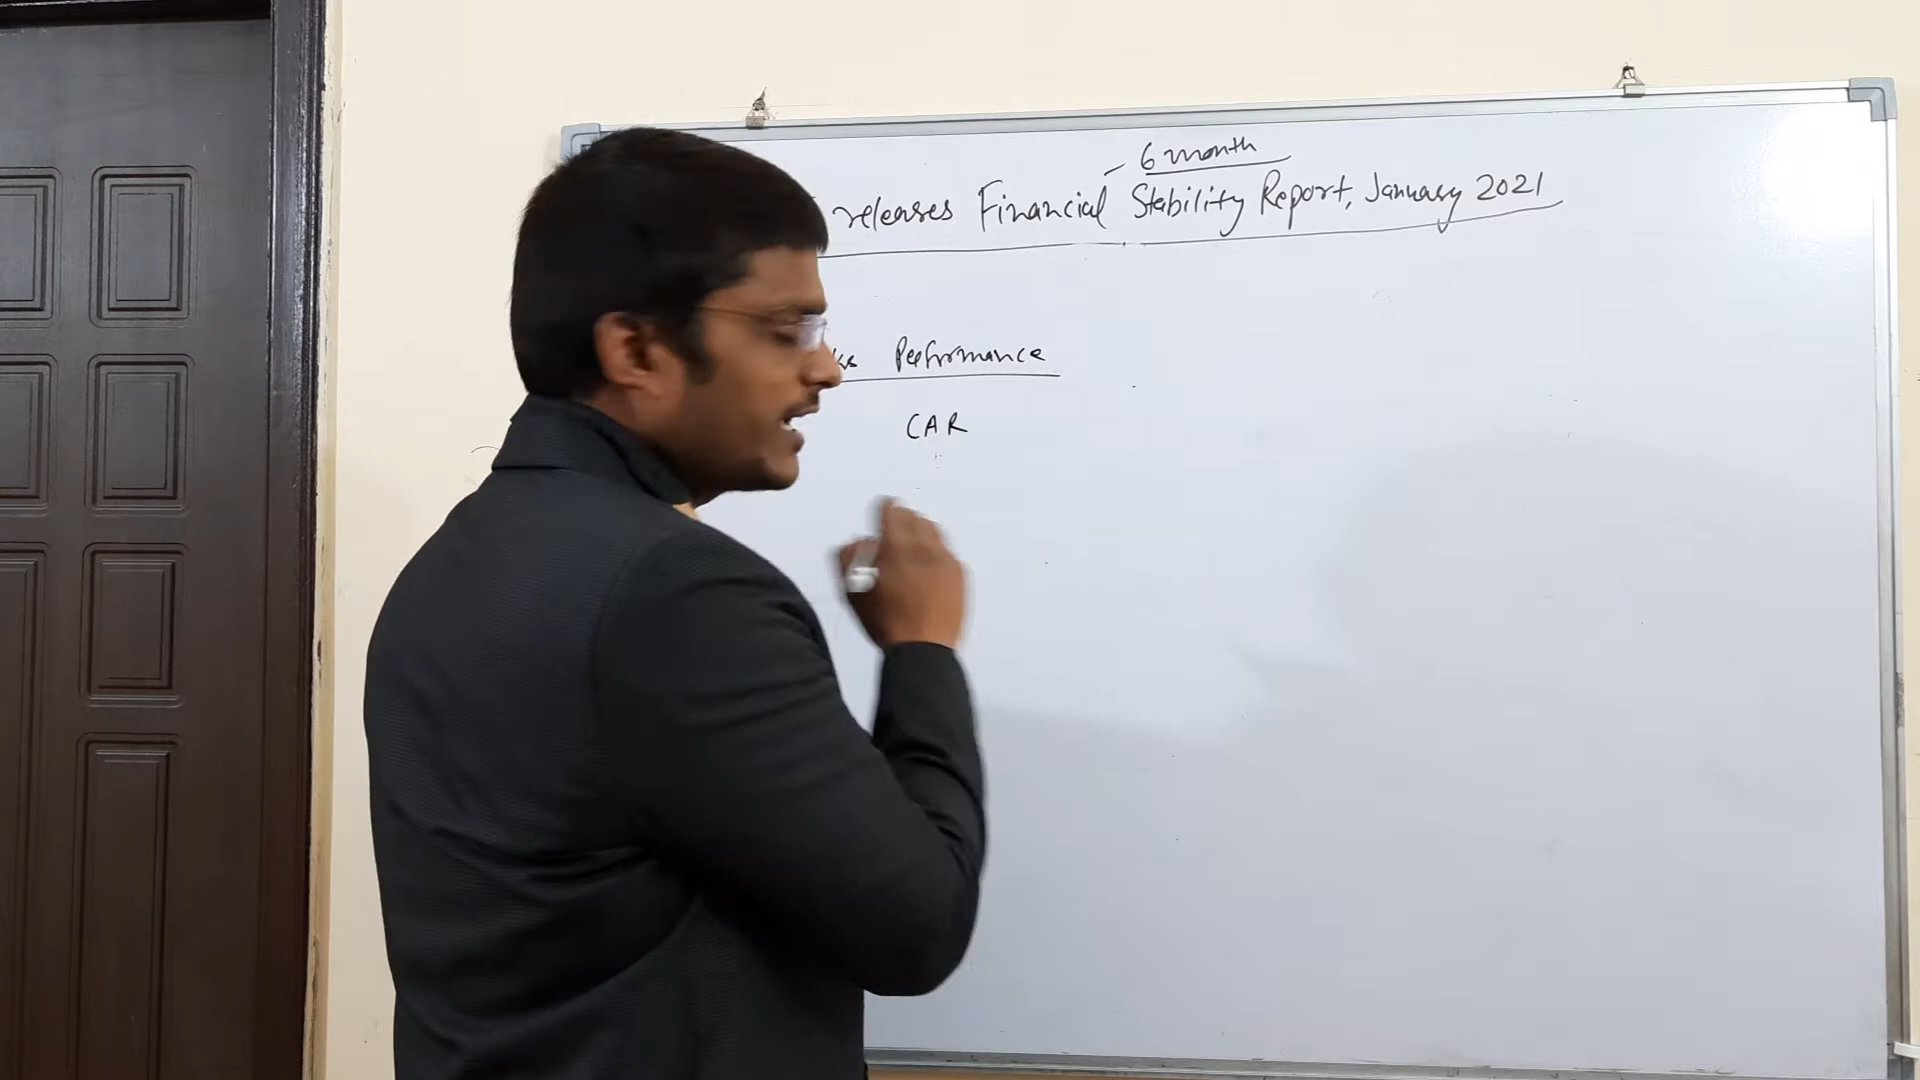 6 month
releases Financial Stability Report, January 2021
Performance
CAR